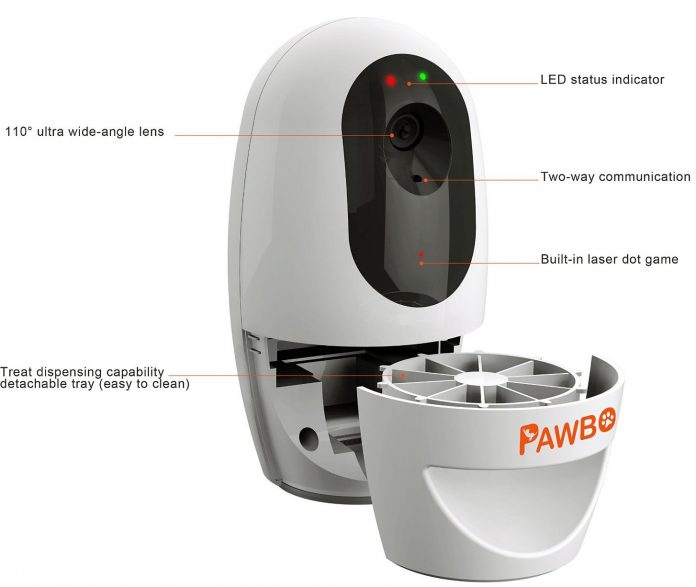 LED status indicator
110° ultra wide-angle lens
Two-way communication
Built-in laser dot game
Treat dispensing capability
detachable tray (easy to clean)
PAWBO